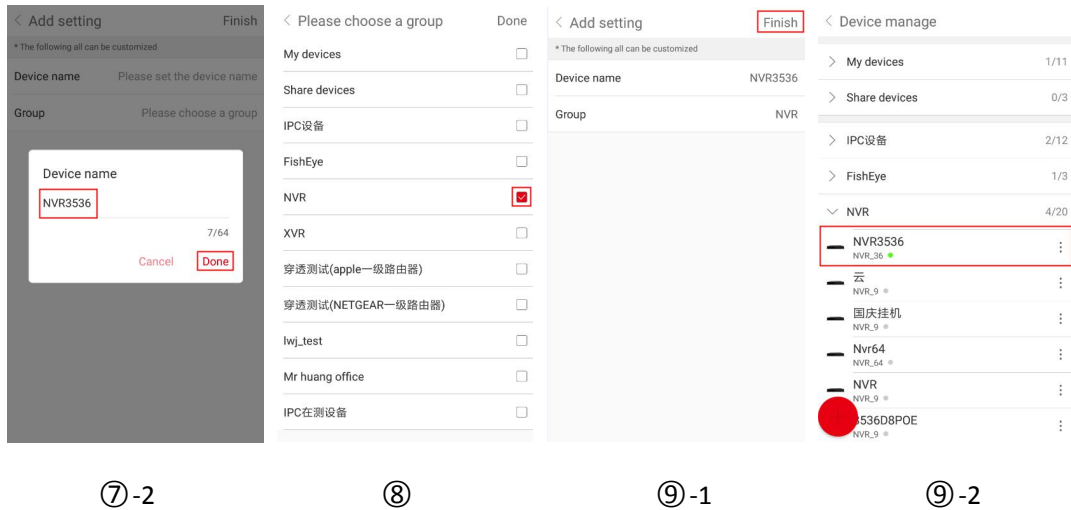 < Add setting Finish
* The following all can be customized
Device name Please set the device name
Group Please choose a group
Device name
NVR3536
7/64
Cancel Done
< Please choose a group Done
My devices
Share devices
IPC设备
FishEye
NVR
XVR
穿透测试(apple一级路由器)
穿透测试(NETGEAR一级路由器)
lwj_test
Mr huang office
IPC在测设备
< Add setting Finish
* The following all can be customized
Device name NVR3536
Group NVR
< Device manage
> My devices 1/11
> Share devices 0/3
> IPC设备 2/12
> FishEye 1/3
NVR 4/20
NVR3536
NVR_36
云
NVR_9
国庆挂机
NVR_9
Nvr64
NVR_64
NVR
NVR_9
3536D8POE
NVR_9
⑦-2 ⑧ ⑨-1 ⑨-2